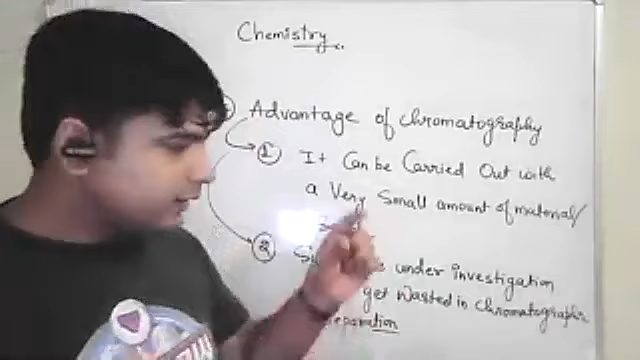 Chemistry
Advantage of chromatography
1 It Can be Carried Out with
a Very Small amount of material
2 under investigation
get Wasted in Chromatographic